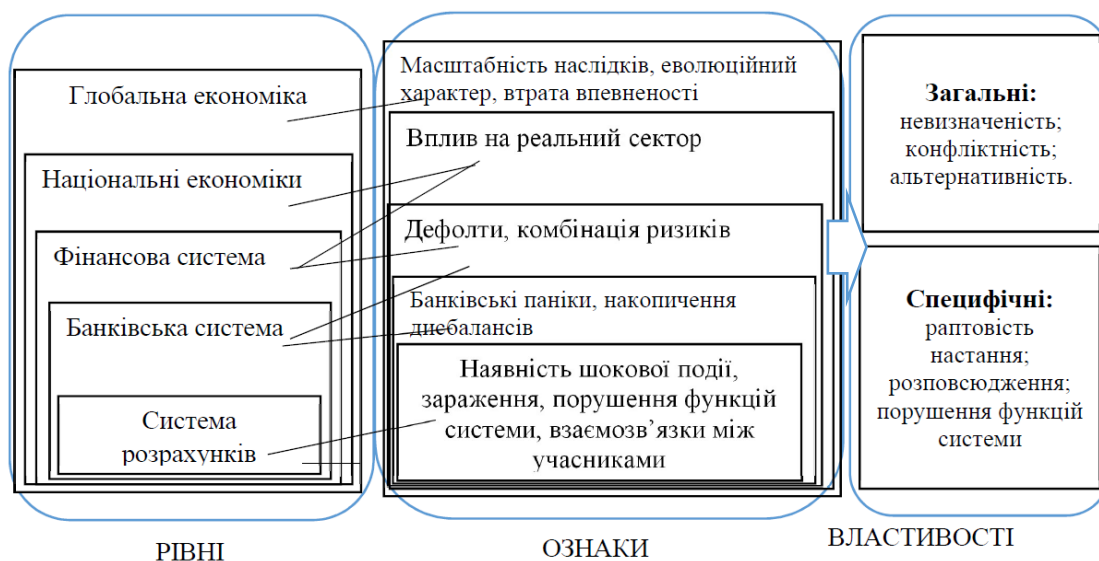 Глобальна економіка
Національні економіки
Фінансова система
Банківська система
Система
розрахунків
РІВНІ
Масштабність наслідків, еволюційний
характер, втрата впевненості
Вплив на реальний сектор
Дефолти, комбінація ризиків
Банківські паніки, накопичення
дисбалансів
Наявність шокової події,
зараження, порушення функцій
системи, взаємозв’язки між
учасниками
ОЗНАКИ
Загальні:
невизначеність;
конфліктність;
альтернативність.
Специфічні:
раптовість
настання;
розповсюдження;
порушення функцій
системи
ВЛАСТИВОСТІ